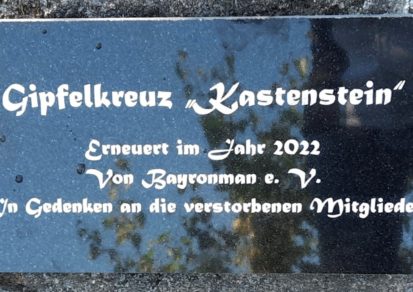 Gipfelkreuz „Kastenstein“
Erneuert im Jahr 2022
Von Bayronman e. V.
In Gedenken an die verstorbenen Mitgliede